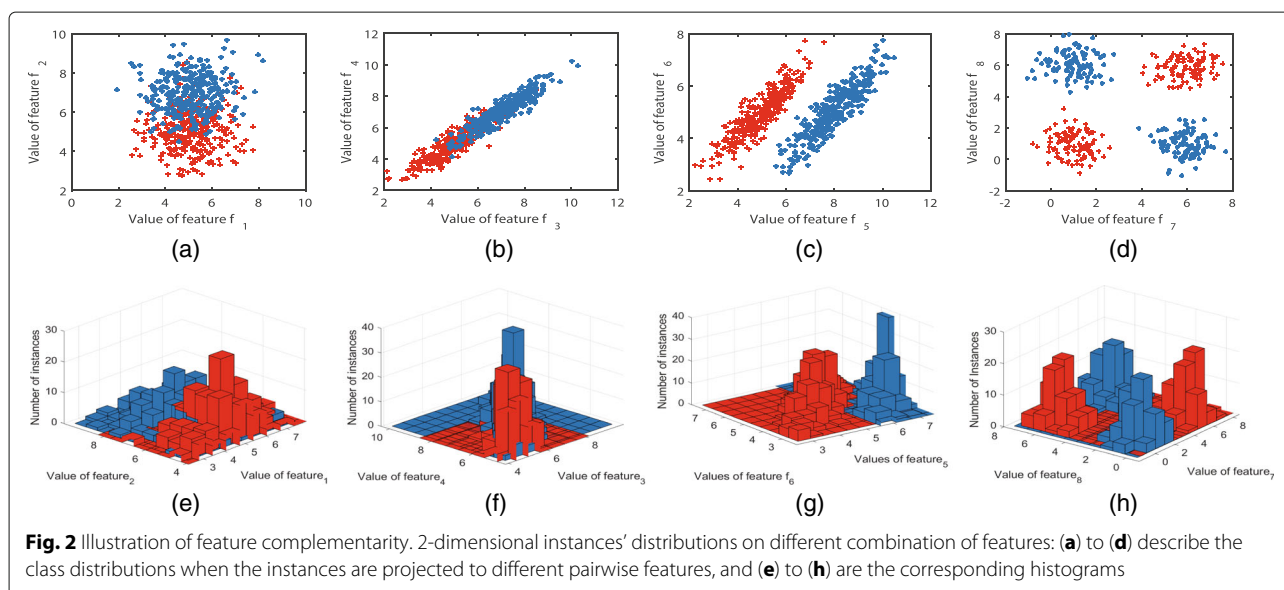 10
8
6
4
2
0 2 4 6 8 10
Value of feature f 2
Value of feature f 1
(a)
12
10
8
6
4
2
2 4 6 8 10 12
Value of feature f 4
Value of feature f 3
(b)
8
6
4
2
2 4 6 8 10 12
Value of feature f 6
Value of feature f 5
(c)
8
6
4
2
0
-2
-2 0 2 4 6 8
Value of feature f 8
Value of feature f 7
(d)
30
20
10
0
Number of instances
8 6 4
3 4 5 6 7
Value of feature2
Value of feature1
(e)
40
30
20
10
0
Number of instances
10 8 6
4 6 8
Value of feature4
Value of feature3
(f)
40
30
20
10
0
Number of instances
7 6 5 4 3
3 4 5 6 7
Values of feature f6
Values of feature5
(g)
30
20
10
0
Number of Instances
8 6 4 2 0
0 2 4 6 8
Value of feature8
Value of feature7
(h)
Fig. 2 Illustration of feature complementarity. 2-dimensional instances' distributions on different combination of features: (a) to (d) describe the
class distributions when the instances are projected to different pairwise features, and (e) to (h) are the corresponding histograms